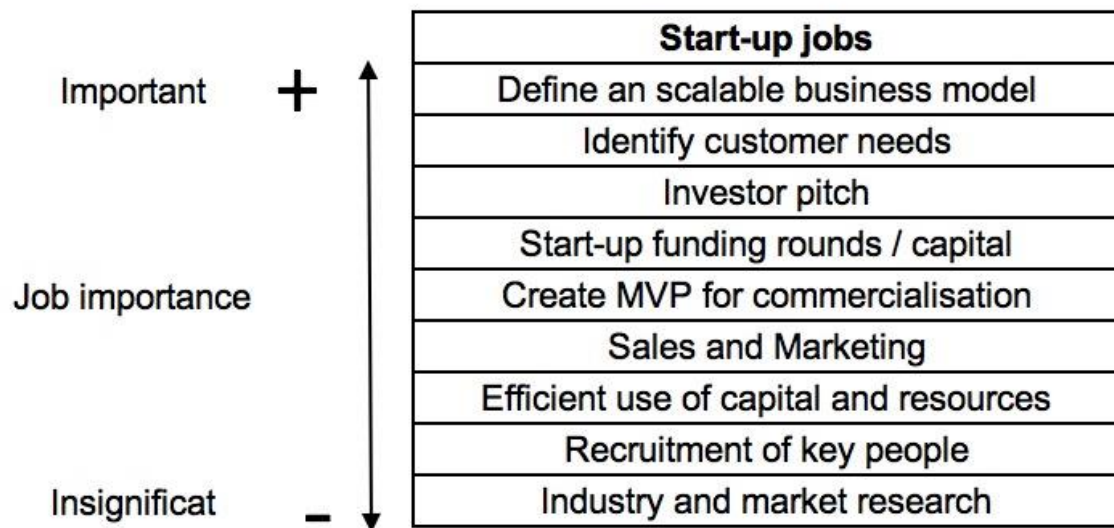 Start-up jobs
Important + Define an scalable business model
Identify customer needs
Investor pitch
Start-up funding rounds / capital
Job importance Create MVP for commercialisation
Sales and Marketing
Efficient use of capital and resources
Recruitment of key people
Insignificat - Industry and market research